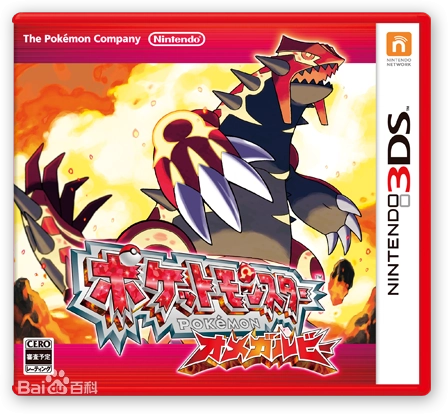 The Pokémon Company Nintendo
NINTENDO
NETWORK
NINTENDO 3DS™
ポケットモンスター
POKéMON
オメガルビー
CERO
審査予定
レーティング
Bai百科